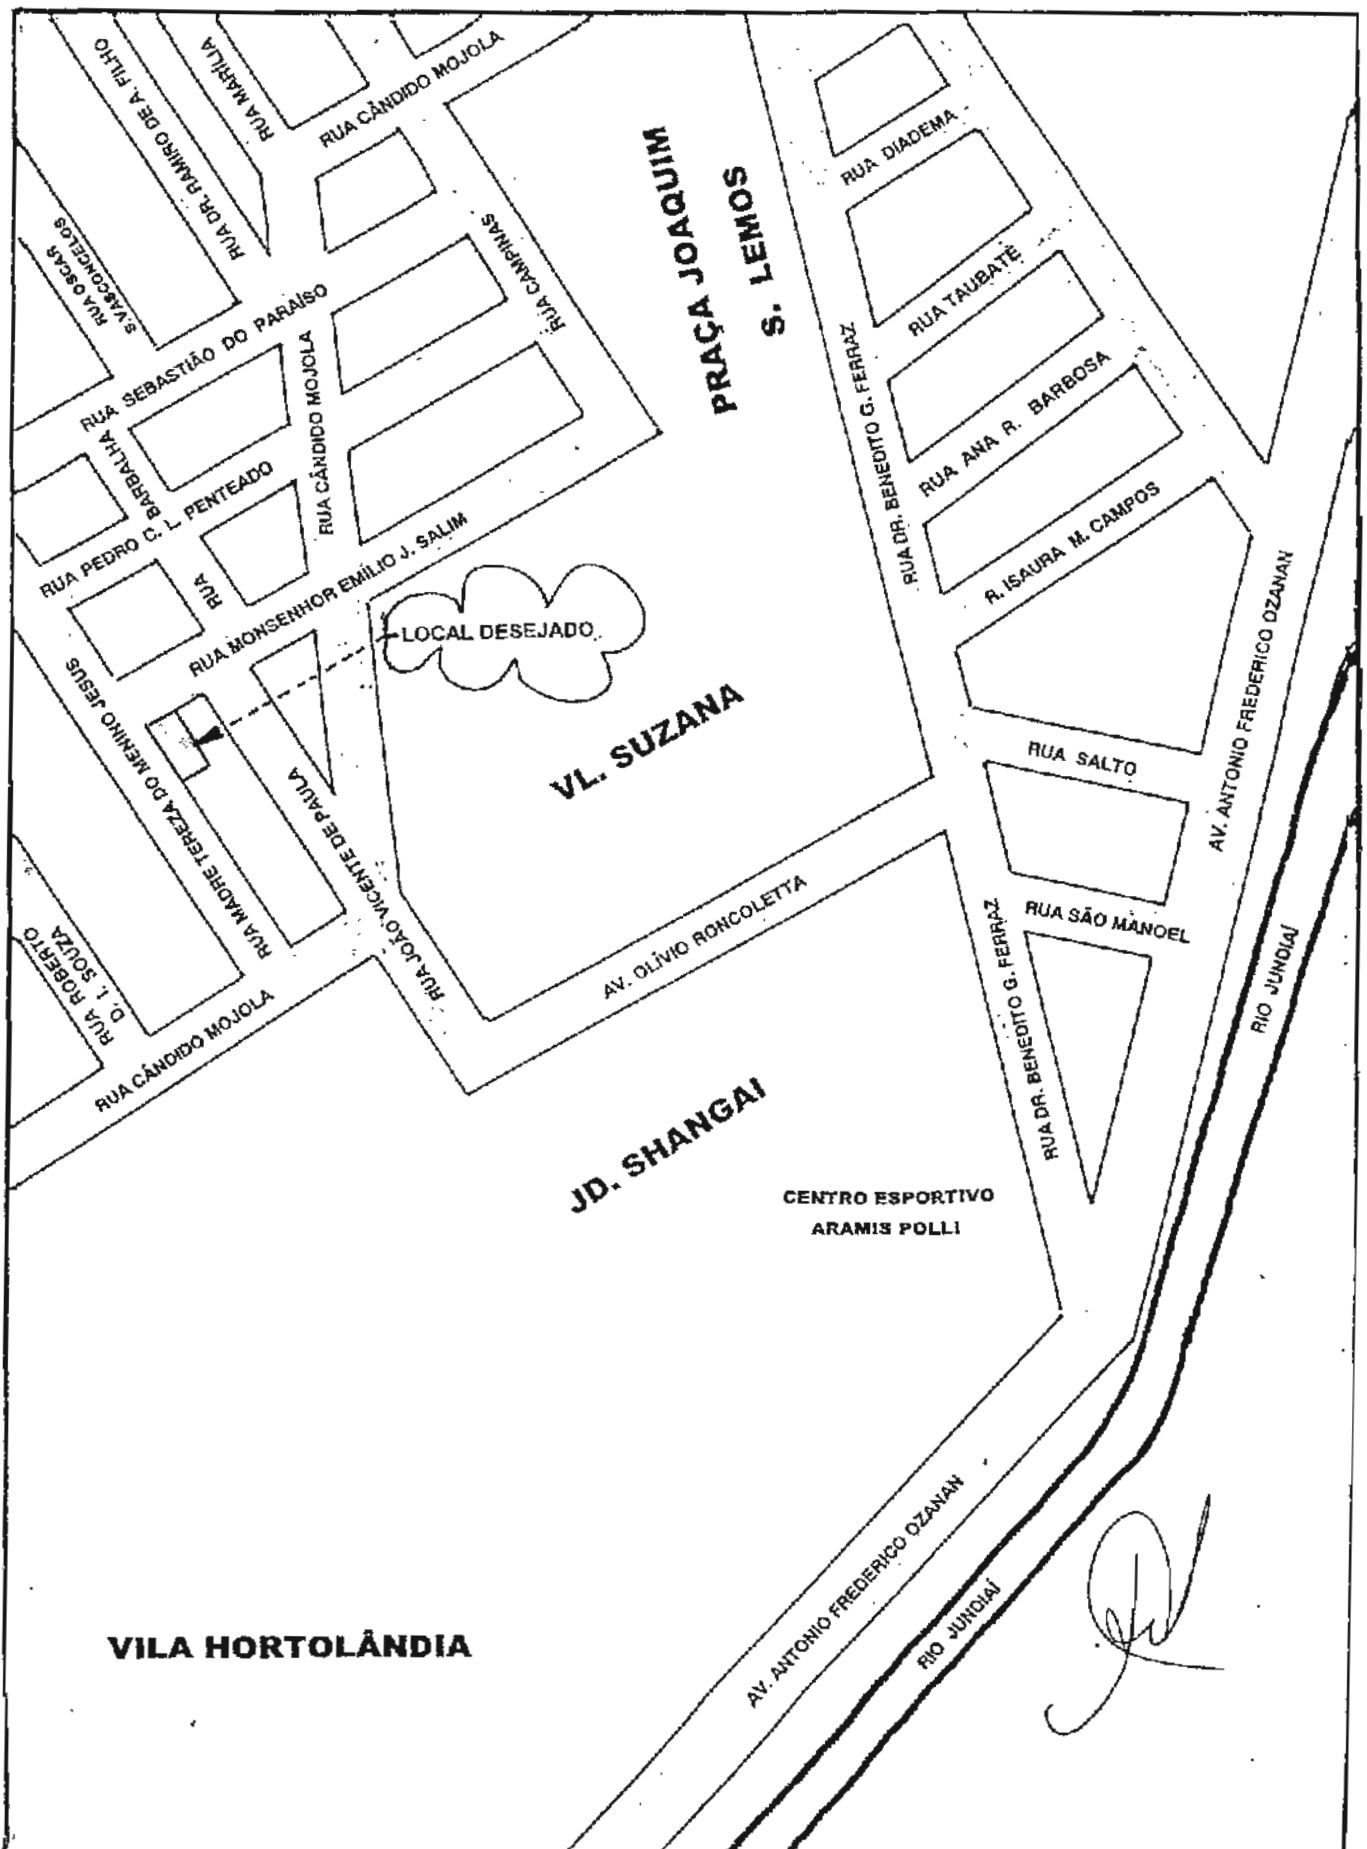 RUA DR. RAMIRO DE A. FILHO
RUA MARÍLIA
RUA CÂNDIDO MOJOLA
RUA OSCAR
S. VASCONCELOS
RUA SEBASTIÃO DO PARAÍSO
RUA CAMPINAS
PRAÇA JOAQUIM
S. LEMOS
RUA DIADEMA
RUA TAUBATÉ
RUA ANA R. BARBOSA
R. ISAURA M. CAMPOS
RUA DR. BENEDITO G. FERRAZ
RUA CÂNDIDO MOJOLA
RUA BARBALHA
RUA PEDRO C. L. PENTEADO
RUA MONSENHOR EMÍLIO J. SALIM
LOCAL DESEJADO
VL. SUZANA
RUA MADRE TEREZA DO MENINO JESUS
RUA JOÃO VICENTE DE PAULA
RUA SALTO
AV. ANTONIO FREDERICO OZANAN
RUA SÃO MANOEL
RUA ROBERTO
D. I. SOUZA
RUA CÂNDIDO MOJOLA
AV. OLÍVIO RONCOLETTA
RUA DR. BENEDITO G. FERRAZ
RIO JUNDIAÍ
JD. SHANGAI
CENTRO ESPORTIVO
ARAMIS POLLI
AV. ANTONIO FREDERICO OZANAN
RIO JUNDIAÍ
VILA HORTOLÂNDIA